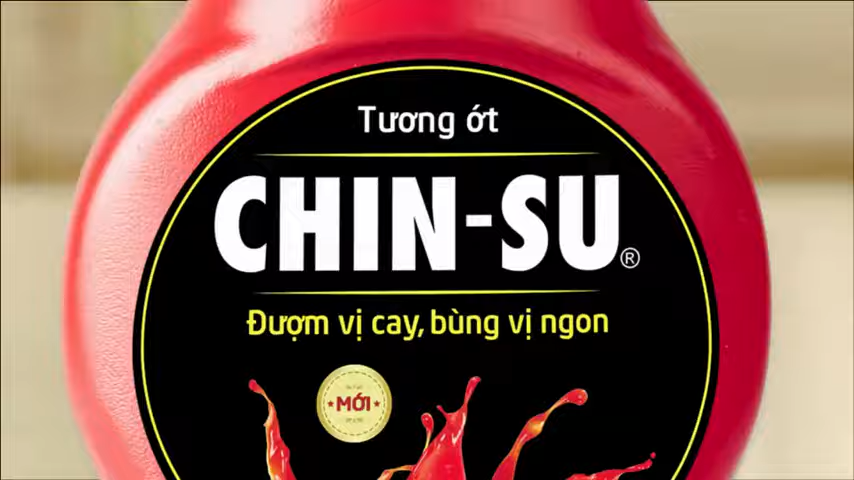 Tương ớt
CHIN-SU®
Đượm vị cay, bùng vị ngon
MỚI